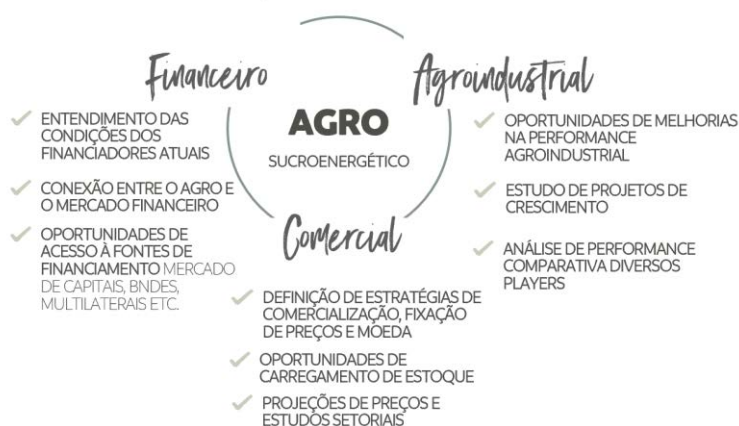 Financeiro
ENTENDIMENTO DAS
CONDIÇÕES DOS
FINANCIADORES ATUAIS
CONEXÃO ENTRE O AGRO E
O MERCADO FINANCEIRO
OPORTUNIDADES DE
ACESSO À FONTES DE
FINANCIAMENTO MERCADO
DE CAPITAIS, BNDES,
MULTILATERAIS ETC.
AGRO
SUCROENERGÉTICO
Agroindustrial
OPORTUNIDADES DE MELHORIAS
NA PERFORMANCE
AGROINDUSTRIAL
ESTUDO DE PROJETOS DE
CRESCIMENTO
ANÁLISE DE PERFORMANCE
COMPARATIVA DIVERSOS
PLAYERS
Comercial
DEFINIÇÃO DE ESTRATÉGIAS DE
COMERCIALIZAÇÃO, FIXAÇÃO
DE PREÇOS E MOEDA
OPORTUNIDADES DE
CARREGAMENTO DE ESTOQUE
PROJEÇÕES DE PREÇOS E
ESTUDOS SETORIAIS